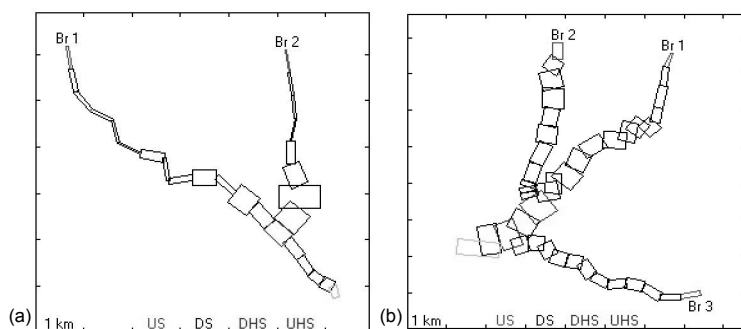 Br 1
Br 2
(a) 1 km US DS DHS UHS
Br 2
Br 1
Br 3
(b) 1 km US DS DHS UHS